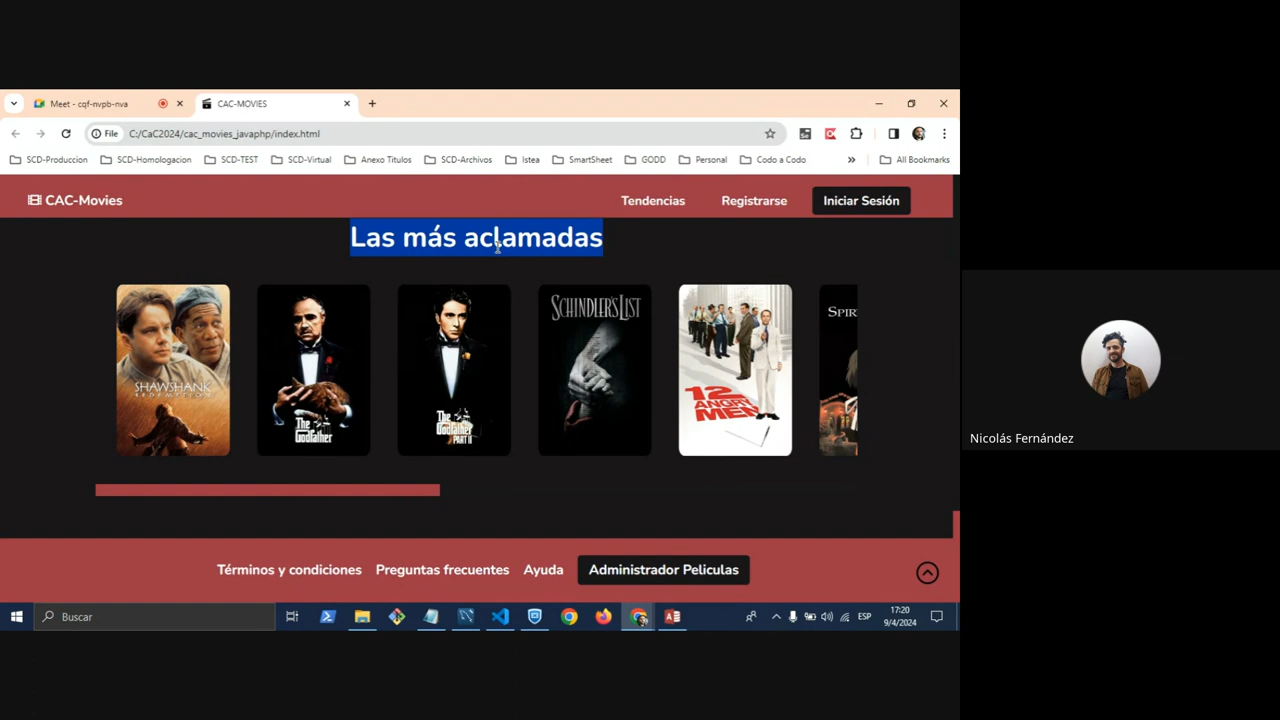 Meet - cqf-nvpb-nva
CAC-MOVIES
File
C:/CaC2024/cac_movies_javaphp/index.html
SCD-Produccion
SCD-Homologacion
SCD-TEST
SCD-Virtual
Anexo Titulos
SCD-Archivos
Istea
SmartSheet
GODD
Personal
Codo a Codo
All Bookmarks
CAC-Movies
Tendencias
Registrarse
Iniciar Sesión
Las más aclamadas
SHAWSHANK
REDEMPTION
The
Godfather
The
Godfather
PART II
SCHINDLER'S LIST
12
ANGRY
MEN
SPIR
Términos y condiciones
Preguntas frecuentes
Ayuda
Administrador Peliculas
Buscar
ESP
17:20
9/4/2024
Nicolás Fernández